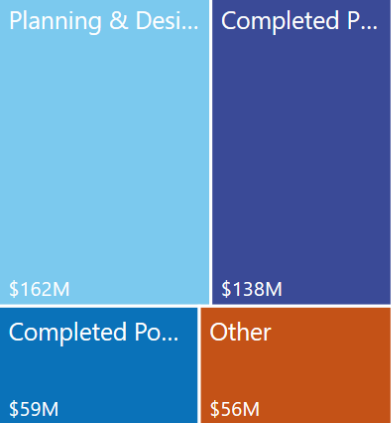 Planning & Desi...
Completed P...
$162M
$138M
Completed Po...
Other
$59M
$56M